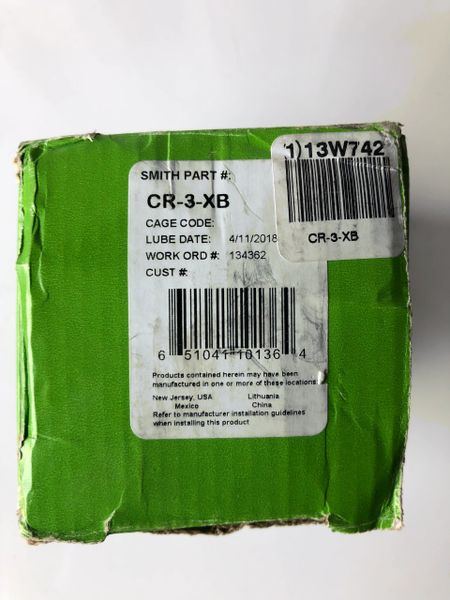 SMITH PART #:
CR-3-XB
CAGE CODE:
LUBE DATE: 4/11/2018
WORK ORD #: 134362
CUST #:
6 51041 10136 4
Products contained herein may have been
manufactured in one or more of these locations
New Jersey, USA Lithuania
Mexico China
Refer to manufacturer installation guidelines
when installing this product
(1)13W742
CR-3-XB